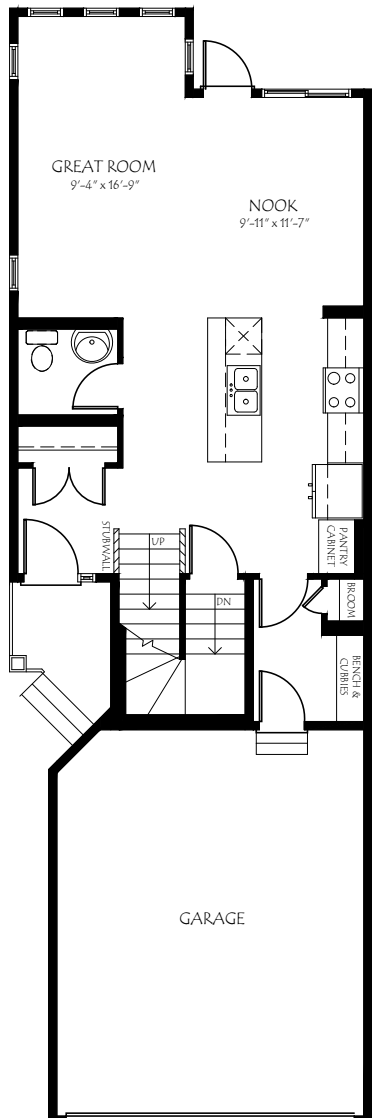 GREAT ROOM
9'-4" x 16'-9"
NOOK
9'-11" x 11'-7"
STUBWALL
UP
PANTRY
CABINET
DN
BROOM
BENCH &
CUBBIES
GARAGE